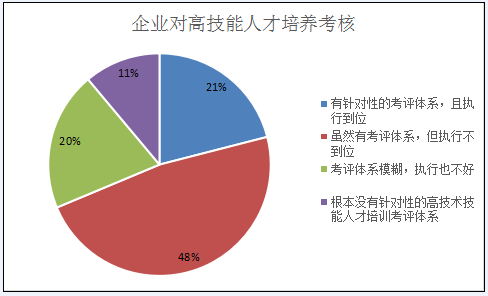 企业对高技能人才培养考核
11%
21%
20%
48%
有针对性的考评体系，且执
行到位
虽然有考评体系，但执行不
到位
考评体系模糊，执行也不好
根本没有针对性的高技术技
能人才培训考评体系